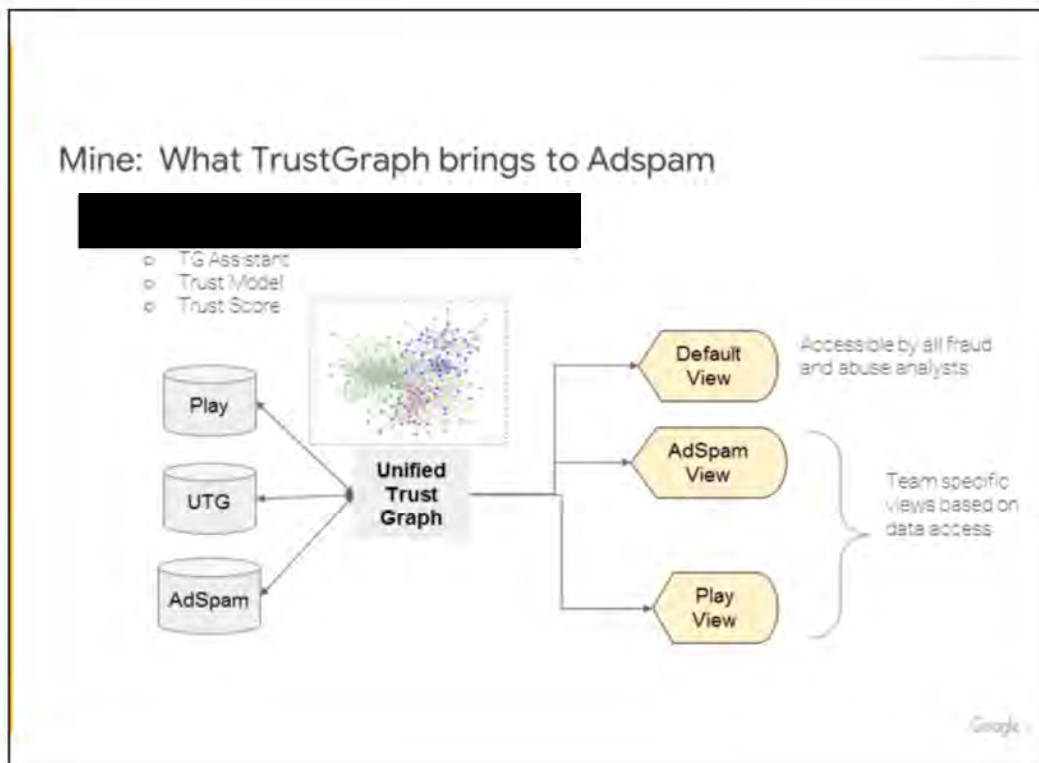 Mine: What TrustGraph brings to Adspam
TG Assistant
Trust Model
Trust Score
Play
UTG
AdSpam
Unified
Trust
Graph
Default
View
Accessible by all fraud
and abuse analysts
AdSpam
View
Play
View
Team specific
views based on
data access
Google